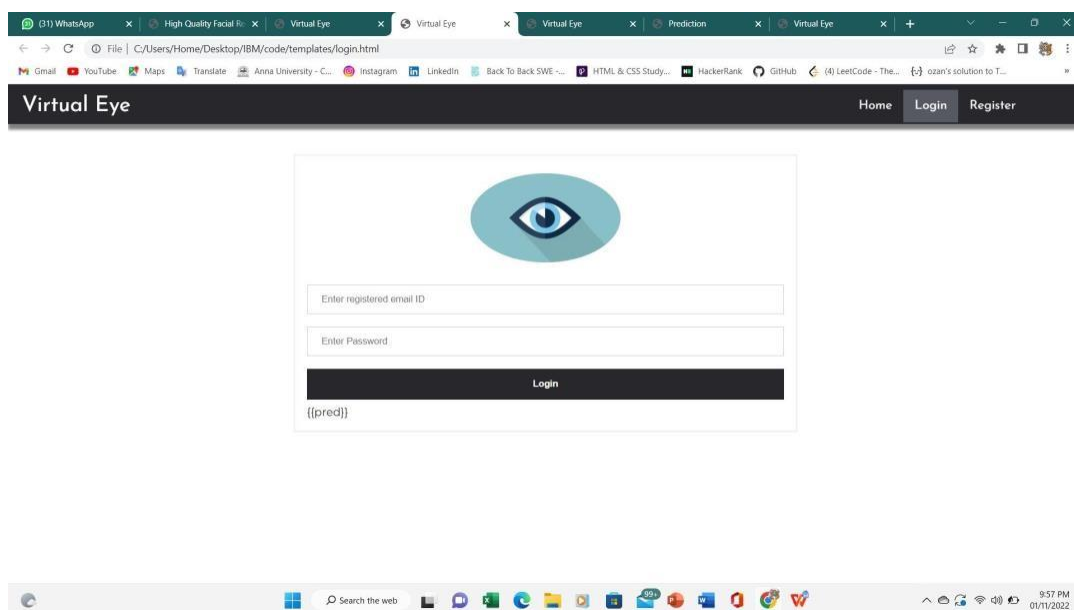 (31) WhatsApp
High Quality Facial Re
Virtual Eye
Virtual Eye
Virtual Eye
Prediction
Virtual Eye
File | C:/Users/Home/Desktop/IBM/code/templates/login.html
Gmail YouTube Maps Translate Anna University - C... Instagram LinkedIn Back To Back SWE -... HTML & CSS Study... HackerRank GitHub (4) LeetCode - The... ozan's solution to T... »
Virtual Eye
Home Login Register
Enter registered email ID
Enter Password
Login
{{pred}}
Search the web
99+
9:57 PM
01/11/2022